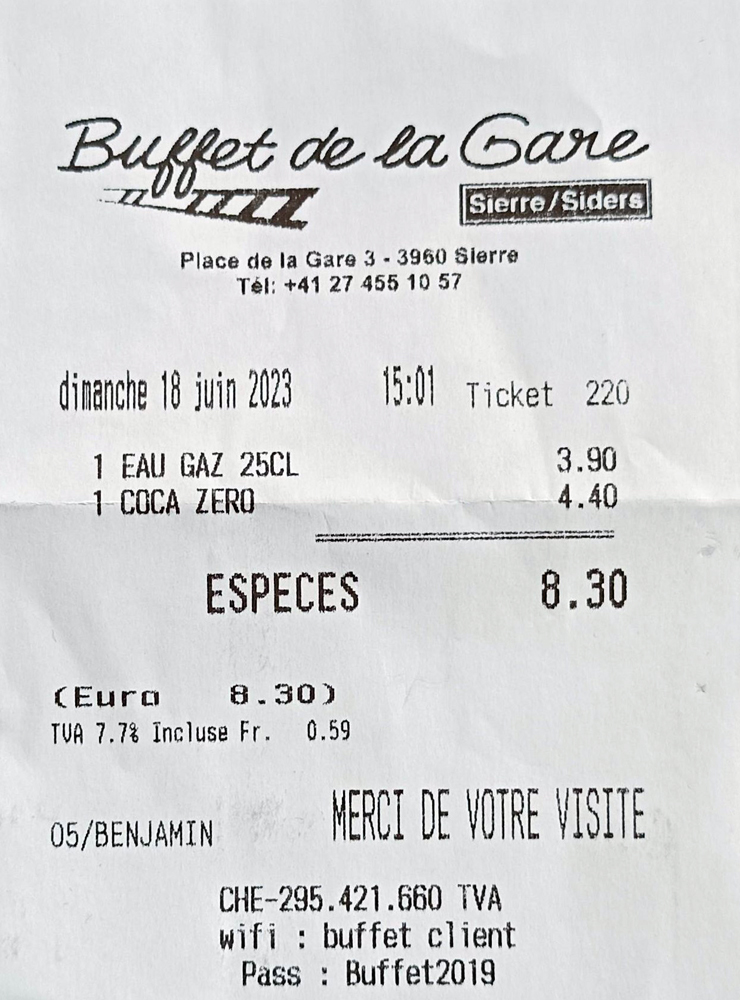 Buffet de la Gare
Sierre/Siders
Place de la Gare 3 - 3960 Sierre
Tél: +41 27 455 10 57
dimanche 18 juin 2023 15:01 Ticket 220
1 EAU GAZ 25CL 3.90
1 COCA ZERO 4.40
ESPECES 8.30
(Euro 8.30)
TVA 7.7% Incluse Fr. 0.59
05/BENJAMIN MERCI DE VOTRE VISITE
CHE-295.421.660 TVA
wifi : buffet client
Pass : Buffet2019